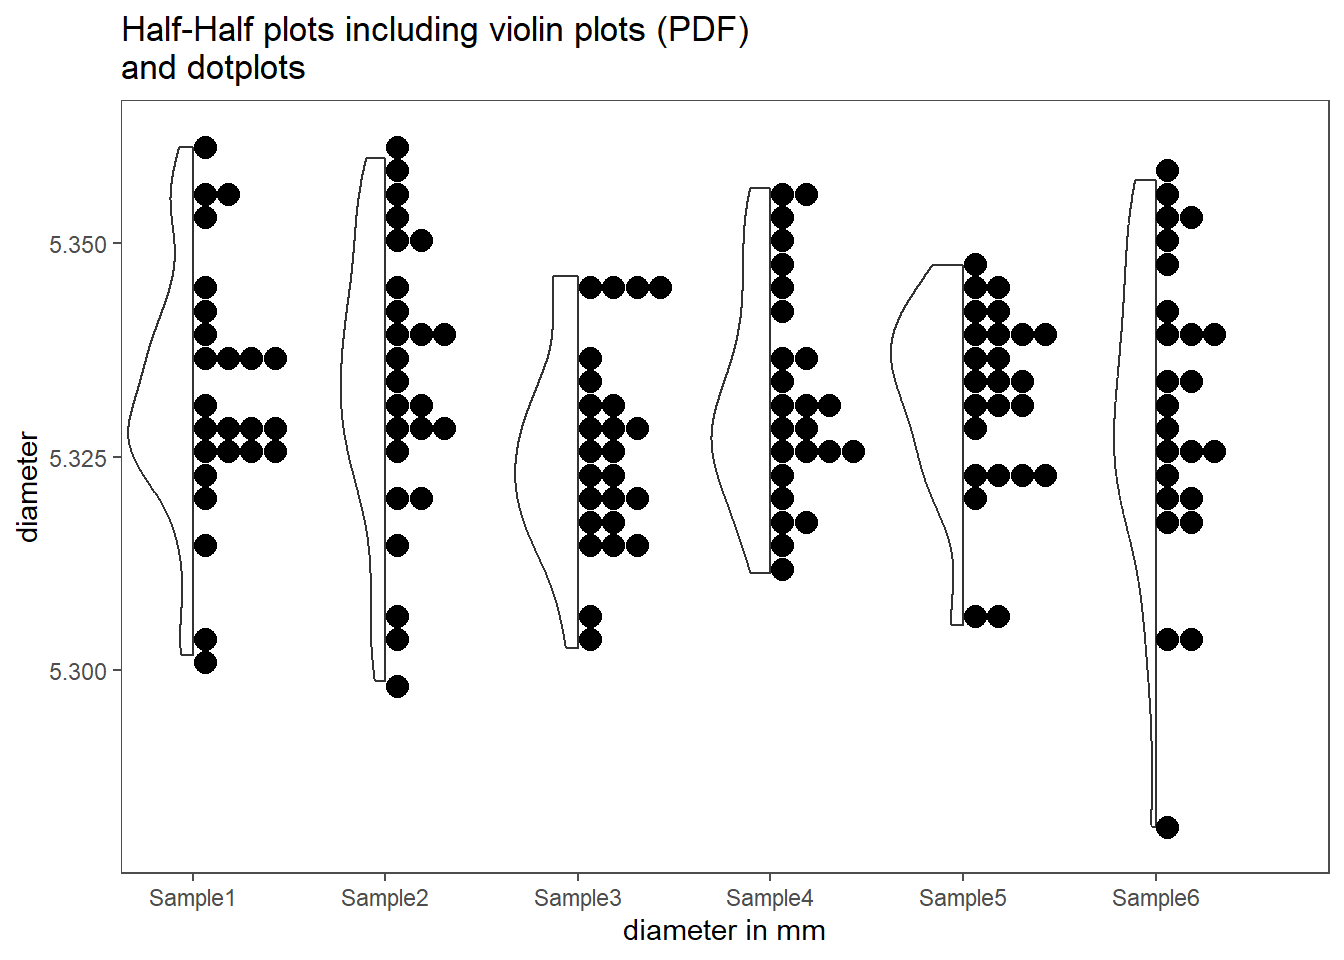 Half-Half plots including violin plots (PDF)
and dotplots
diameter
5.350
5.325
5.300
Sample1 Sample2 Sample3 Sample4 Sample5 Sample6
diameter in mm